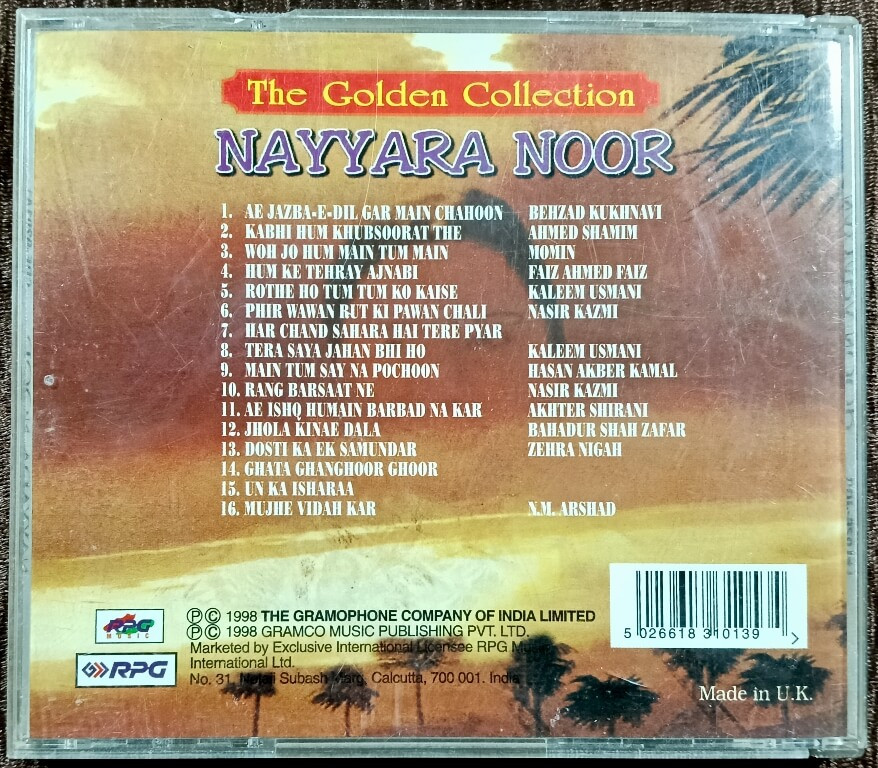 The Golden Collection
NAYYARA NOOR
1. AE JAZBA-E-DIL GAR MAIN CHAHOON BEHZAD KUKHNAVI
2. KABHI HUM KHUBSOORAT THE AHMED SHAMIM
3. WOH JO HUM MAIN TUM MAIN MOMIN
4. HUM KE TEHRAY AJNABI FAIZ AHMED FAIZ
5. ROTHE HO TUM TUM KO KAISE KALEEM USMANI
6. PHIR WAWAN RUT KI PAWAN CHALI NASIR KAZMI
7. HAR CHAND SAHARA HAI TERE PYAR
8. TERA SAYA JAHAN BHI HO KALEEM USMANI
9. MAIN TUM SAY NA POCHOON HASAN AKBER KAMAL
10. RANG BARSAAT NE NASIR KAZMI
11. AE ISHQ HUMAIN BARBAD NA KAR AKHTER SHIRANI
12. JHOLA KINAE DALA BAHADUR SHAH ZAFAR
13. DOSTI KA EK SAMUNDAR ZEHRA NIGAH
14. GHATA GHANGHOOR GHOOR
15. UN KA ISHARAA
16. MUJHE VIDAH KAR N.M. ARSHAD
RPG MUSIC
RPG
℗ © 1998 THE GRAMOPHONE COMPANY OF INDIA LIMITED
℗ © 1998 GRAMCO MUSIC PUBLISHING PVT. LTD.
Marketed by Exclusive International Licensee RPG Music
International Ltd.
No. 31, Netaji Subash Marg, Calcutta, 700 001. India
5 026618 310139 >
Made in U.K.